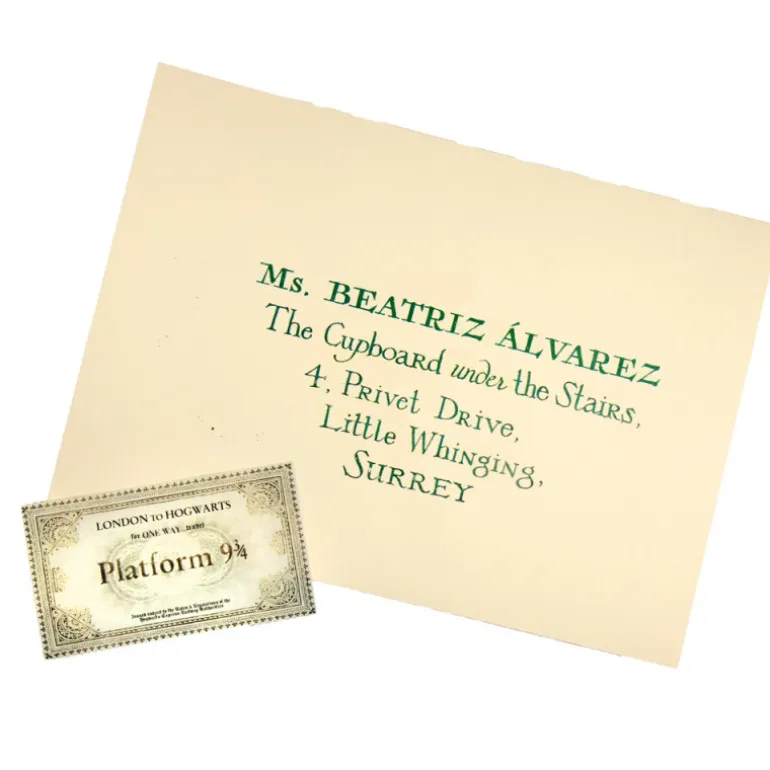 Ms. BEATRIZ ÁLVAREZ
The Cupboard under the Stairs,
4, Privet Drive,
Little Whinging,
SURREY
LONDON TO HOGWARTS
for ONE WAY travel
Platform 9¾